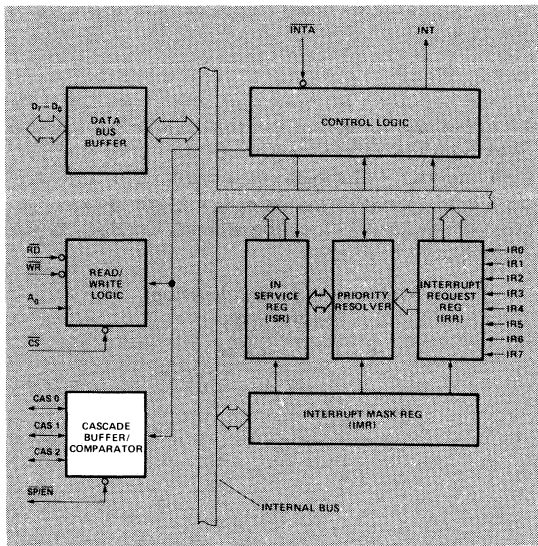 INTA INT
D7 – D0
DATA
BUS
BUFFER
CONTROL LOGIC
RD
WR
A0
CS
READ/
WRITE
LOGIC
IN
SERVICE
REG
(ISR)
PRIORITY
RESOLVER
INTERRUPT
REQUEST
REG
(IRR)
IR0
IR1
IR2
IR3
IR4
IR5
IR6
IR7
CAS 0
CAS 1
CAS 2
CASCADE
BUFFER/
COMPARATOR
SP/EN
INTERRUPT MASK REG
(IMR)
INTERNAL BUS